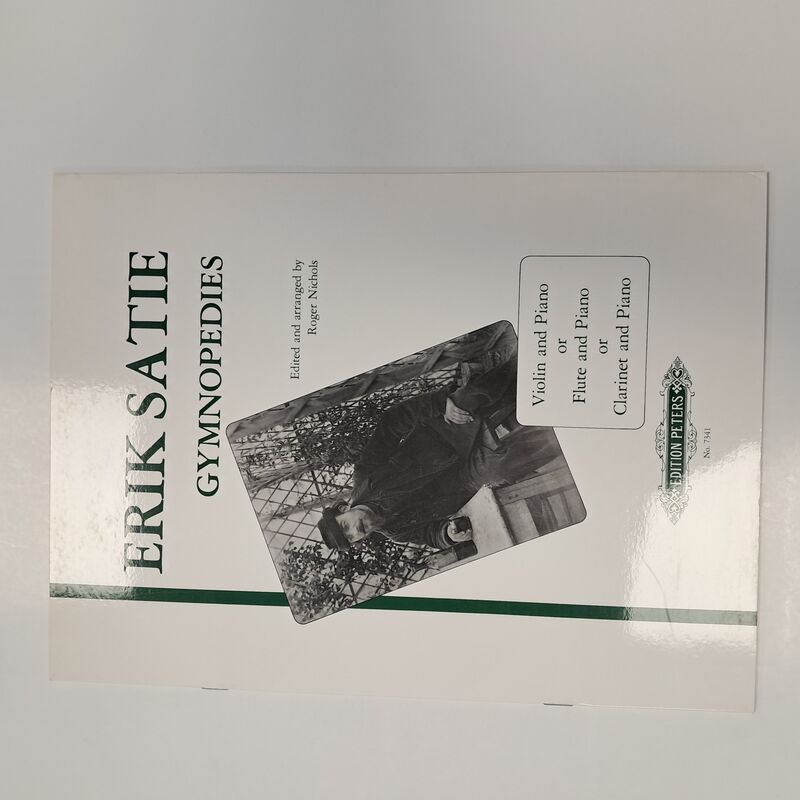 ERIK SATIE
GYMNOPEDIES
Edited and arranged by
Roger Nichols
Violin and Piano
or
Flute and Piano
or
Clarinet and Piano
EDITION PETERS
No. 7341